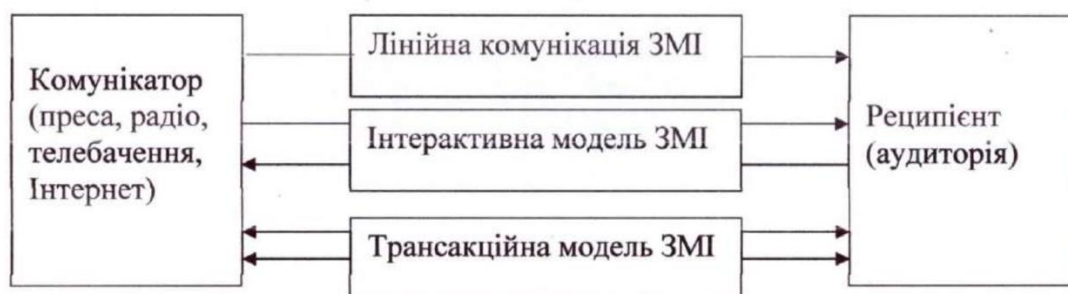 Комунікатор
(преса, радіо,
телебачення,
Інтернет)
Лінійна комунікація ЗМІ
Інтерактивна модель ЗМІ
Трансакційна модель ЗМІ
Реципієнт
(аудиторія)